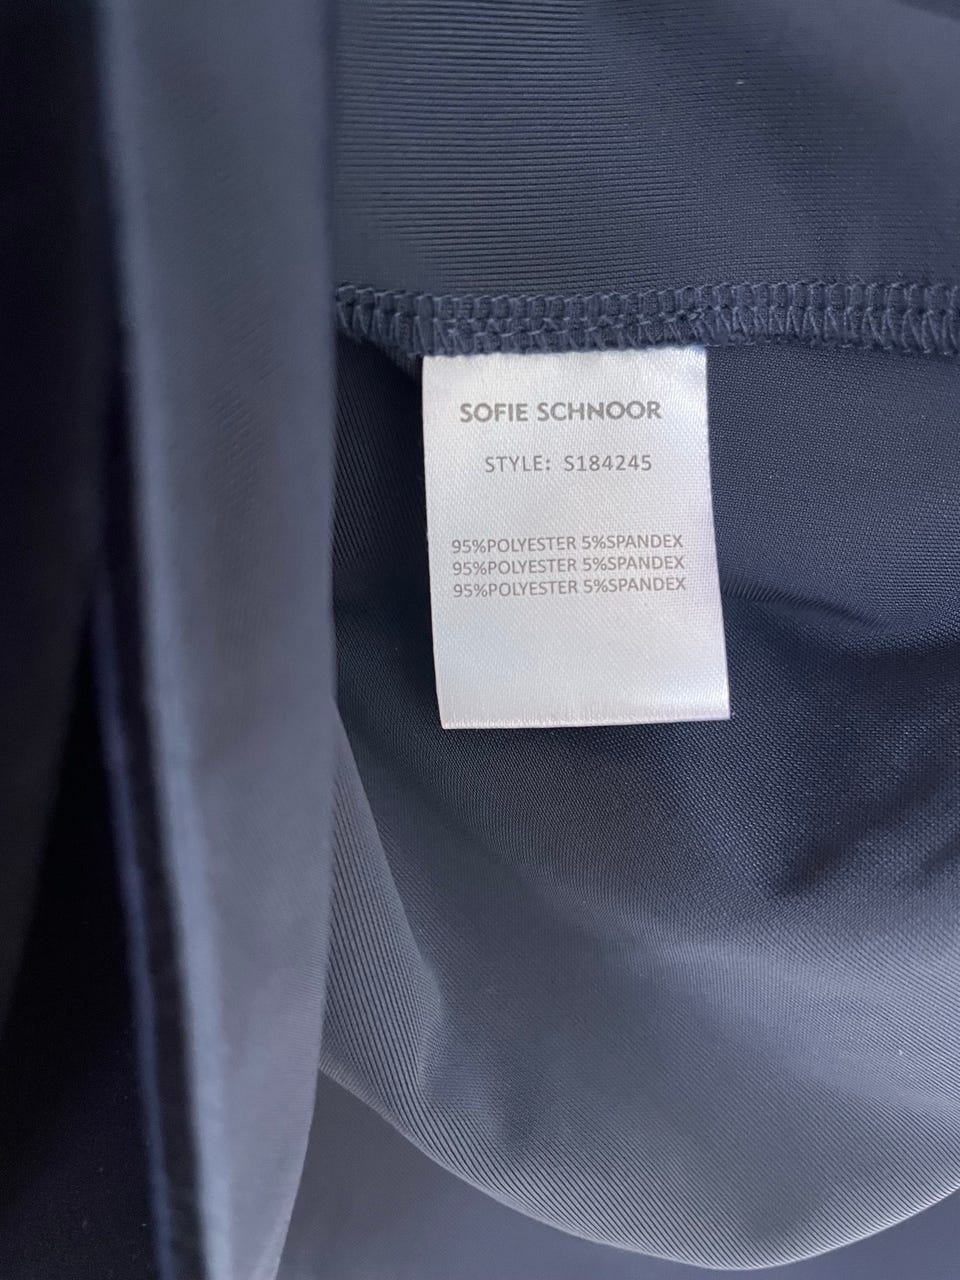 SOFIE SCHNOOR
STYLE: S184245
95%POLYESTER 5%SPANDEX
95%POLYESTER 5%SPANDEX
95%POLYESTER 5%SPANDEX